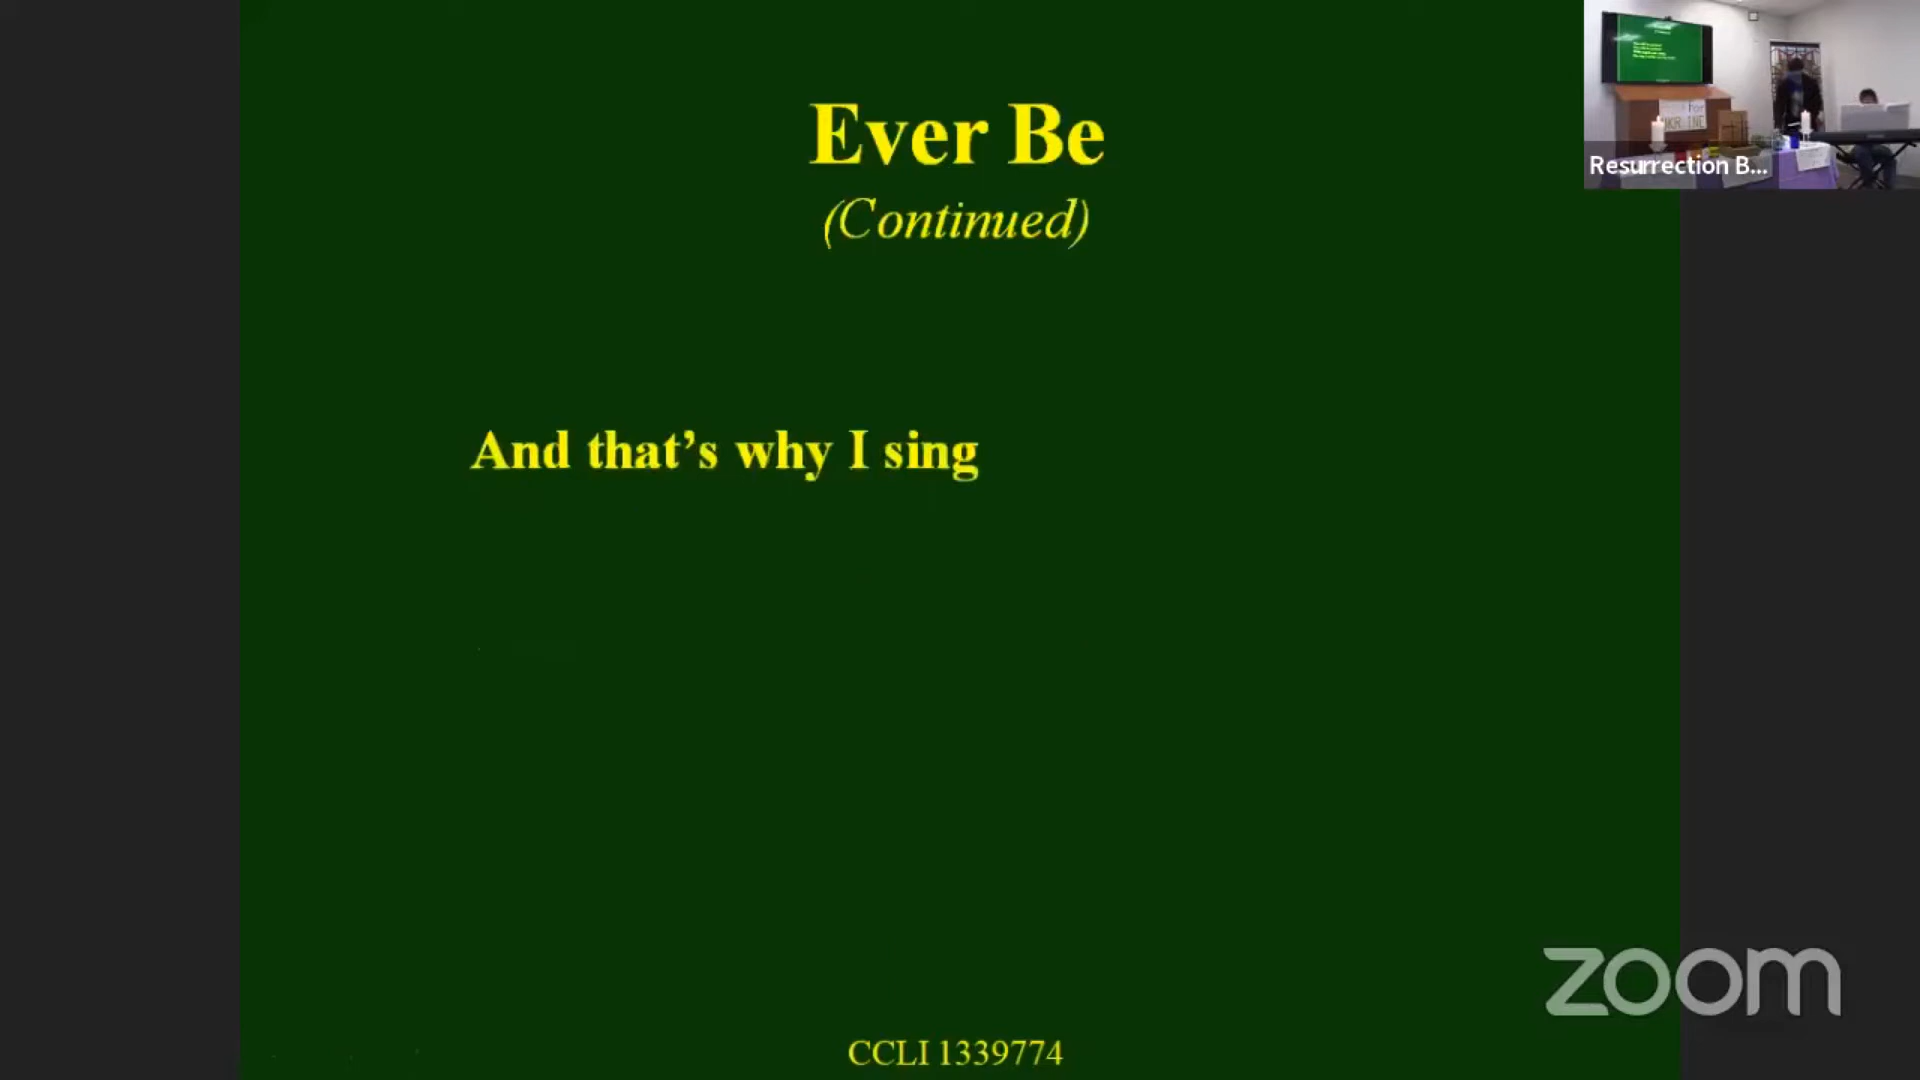 Ever Be
(Continued)
And that’s why I sing
CCLI 1339774
Resurrection B...
zoom